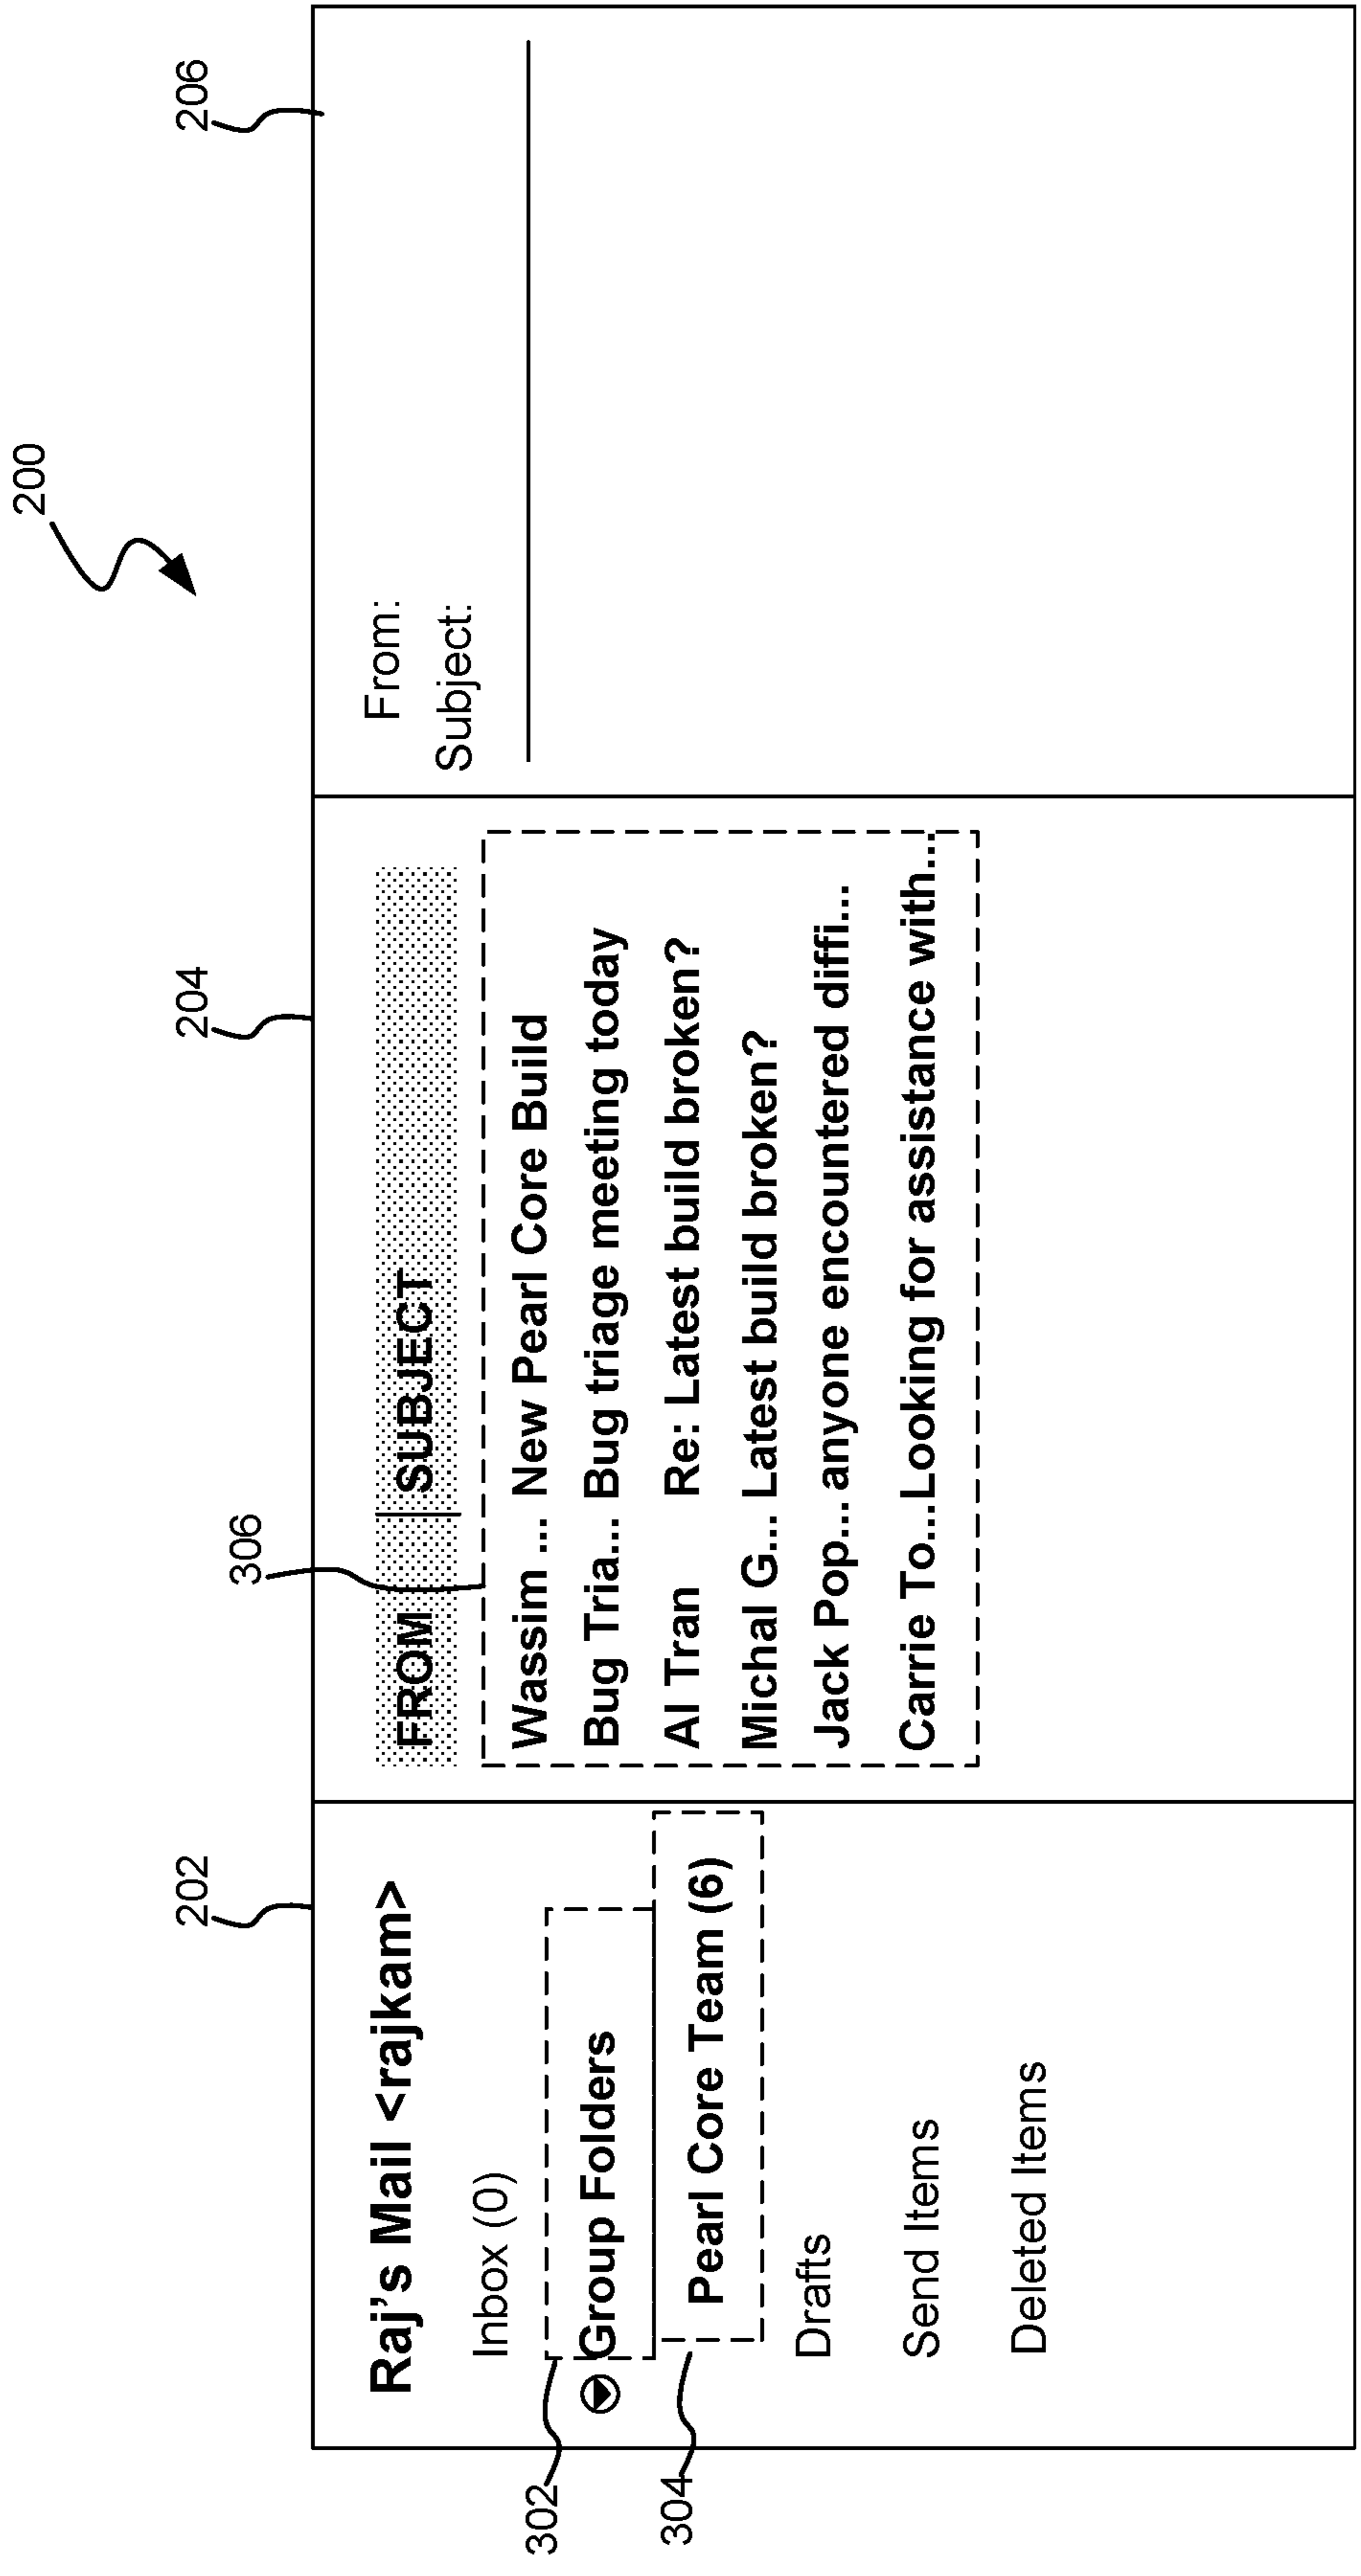 200
202
204
206
Raj's Mail <rajkam>
Inbox (0)
302
Group Folders
304
Pearl Core Team (6)
Drafts
Send Items
Deleted Items
306
FROM SUBJECT
Wassim ... New Pearl Core Build
Bug Tria... Bug triage meeting today
Al Tran Re: Latest build broken?
Michal G... Latest build broken?
Jack Pop... anyone encountered diffi...
Carrie To...Looking for assistance with...
From:
Subject: